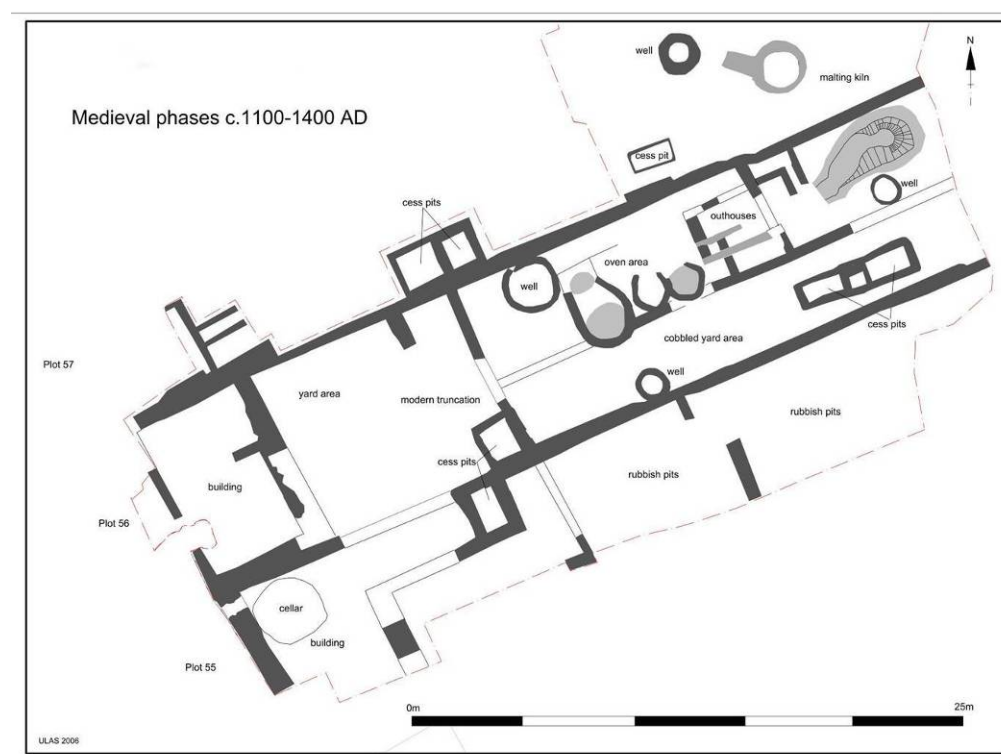 Medieval phases c.1100-1400 AD
well
N
malting kiln
cess pit
well
cess pits
outhouses
oven area
well
cess pits
cobbled yard area
Plot 57
well
yard area
modern truncation
rubbish pits
cess pits
rubbish pits
building
Plot 56
cellar
building
Plot 55
0m
25m
ULAS 2006